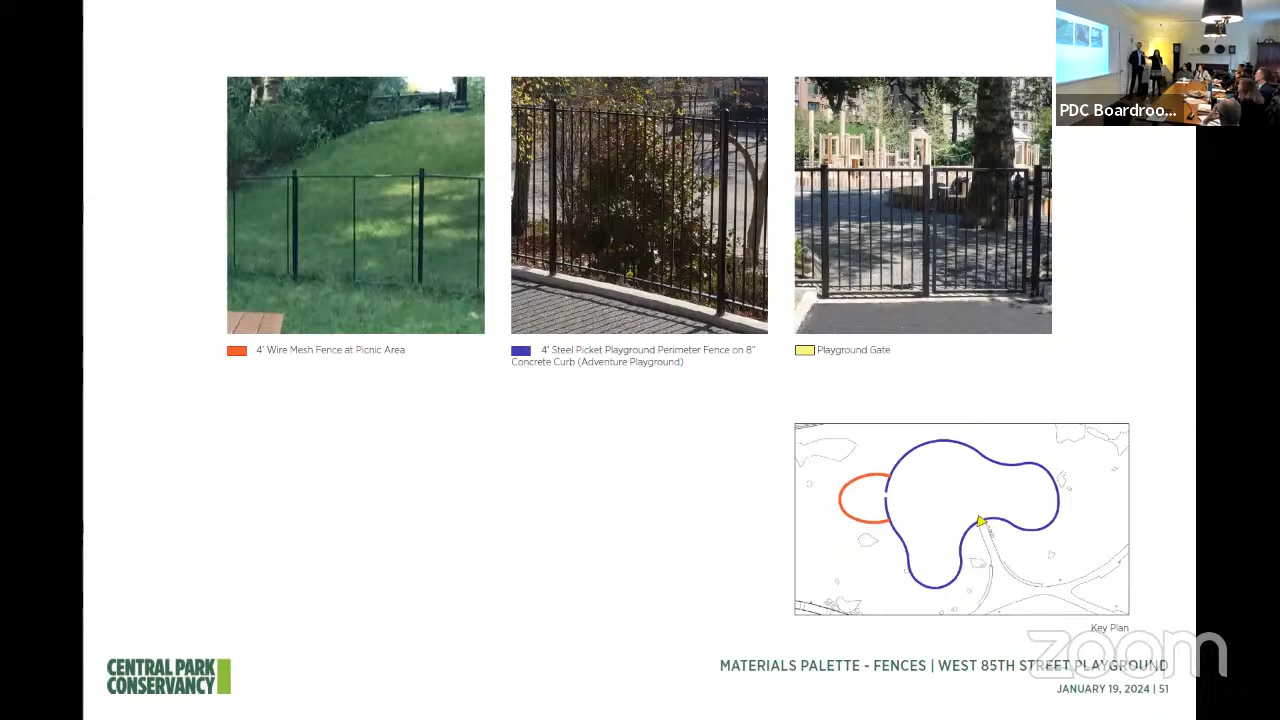 PDC Boardroo...
4' Wire Mesh Fence at Picnic Area
4' Steel Picket Playground Perimeter Fence on 8"
Concrete Curb (Adventure Playground)
Playground Gate
Key Plan
zoom
CENTRAL PARK
CONSERVANCY
MATERIALS PALETTE - FENCES | WEST 85TH STREET PLAYGROUND
JANUARY 19, 2024 | 51